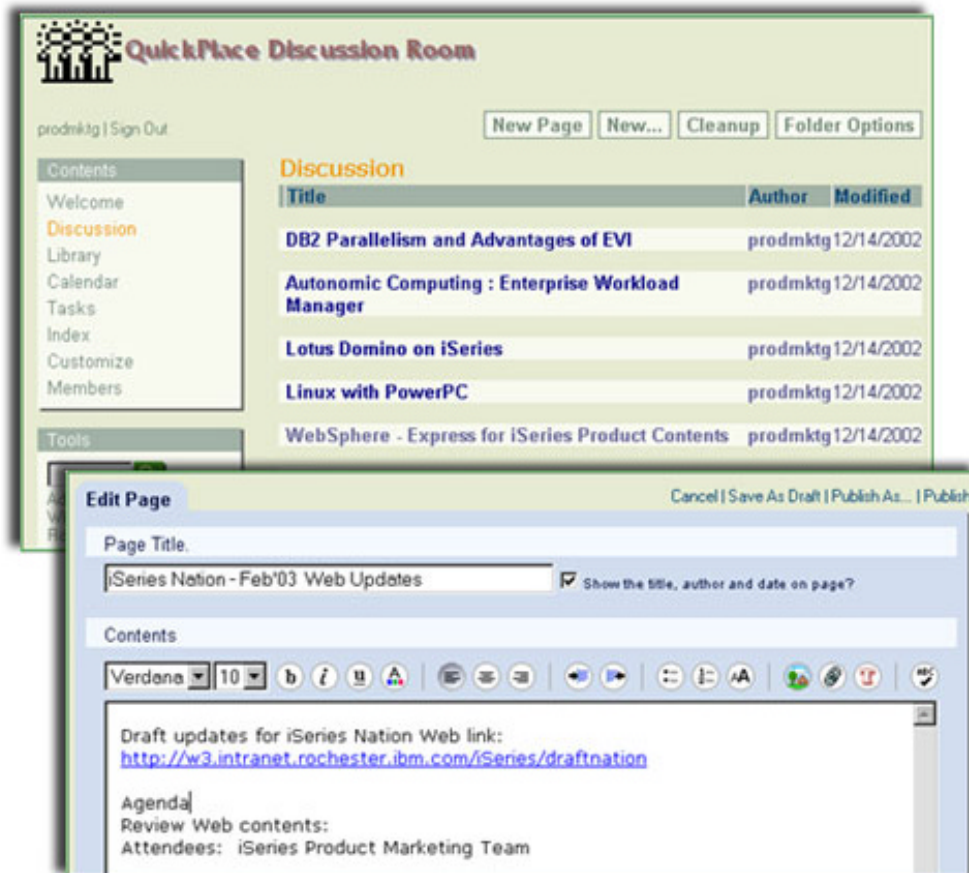 QuickPlace Discussion Room
prodmktg | Sign Out
New Page New... Cleanup Folder Options
Contents
Welcome
Discussion
Library
Calendar
Tasks
Index
Customize
Members
Tools
Discussion
Title Author Modified
DB2 Parallelism and Advantages of EVI prodmktg 12/14/2002
Autonomic Computing : Enterprise Workload prodmktg 12/14/2002
Manager
Lotus Domino on iSeries prodmktg 12/14/2002
Linux with PowerPC prodmktg 12/14/2002
WebSphere - Express for iSeries Product Contents prodmktg 12/14/2002
Edit Page Cancel | Save As Draft | Publish As... | Publish
Page Title.
iSeries Nation - Feb'03 Web Updates Show the title, author and date on page?
Contents
Verdana 10 b i u A
Draft updates for iSeries Nation Web link:
http://w3.intranet.rochester.ibm.com/iSeries/draftnation
Agenda
Review Web contents:
Attendees: iSeries Product Marketing Team